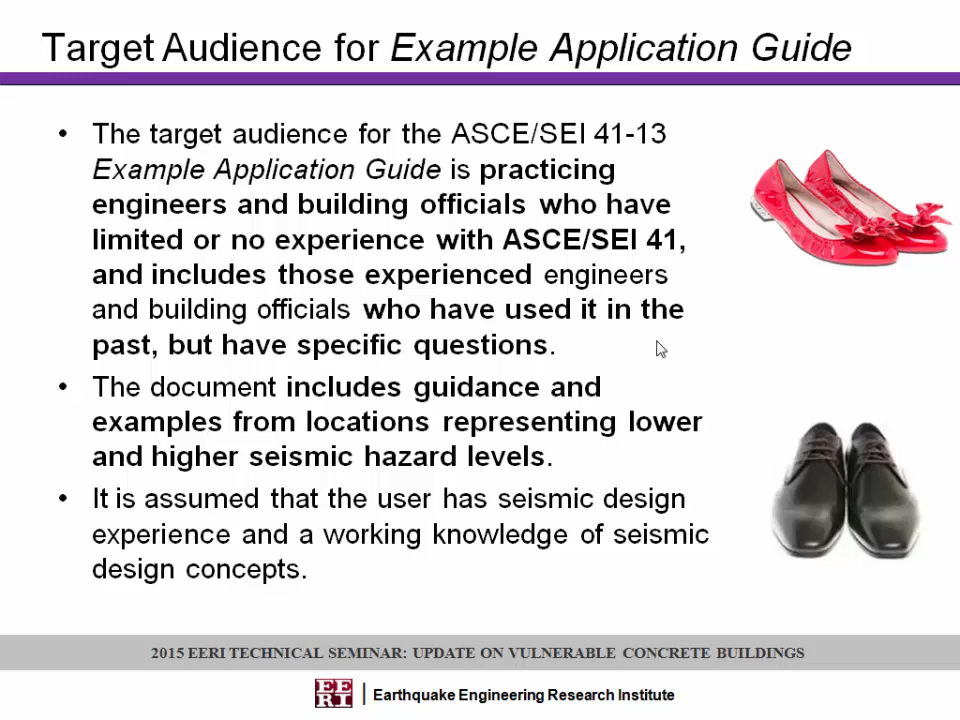 Target Audience for Example Application Guide
• The target audience for the ASCE/SEI 41-13
Example Application Guide is practicing
engineers and building officials who have
limited or no experience with ASCE/SEI 41,
and includes those experienced engineers
and building officials who have used it in the
past, but have specific questions.
• The document includes guidance and
examples from locations representing lower
and higher seismic hazard levels.
• It is assumed that the user has seismic design
experience and a working knowledge of seismic
design concepts.
2015 EERI TECHNICAL SEMINAR: UPDATE ON VULNERABLE CONCRETE BUILDINGS
EERI | Earthquake Engineering Research Institute